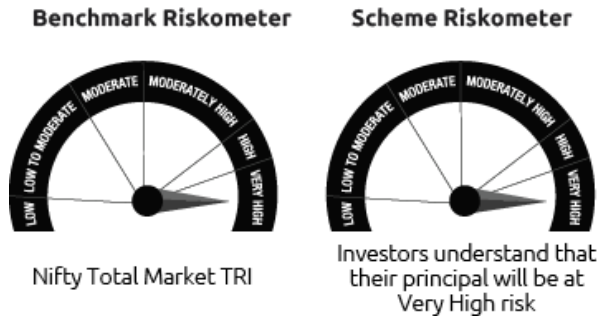 Benchmark Riskometer
LOW
LOW TO MODERATE
MODERATE
MODERATELY HIGH
HIGH
VERY HIGH
Nifty Total Market TRI
Scheme Riskometer
LOW
LOW TO MODERATE
MODERATE
MODERATELY HIGH
HIGH
VERY HIGH
Investors understand that
their principal will be at
Very High risk